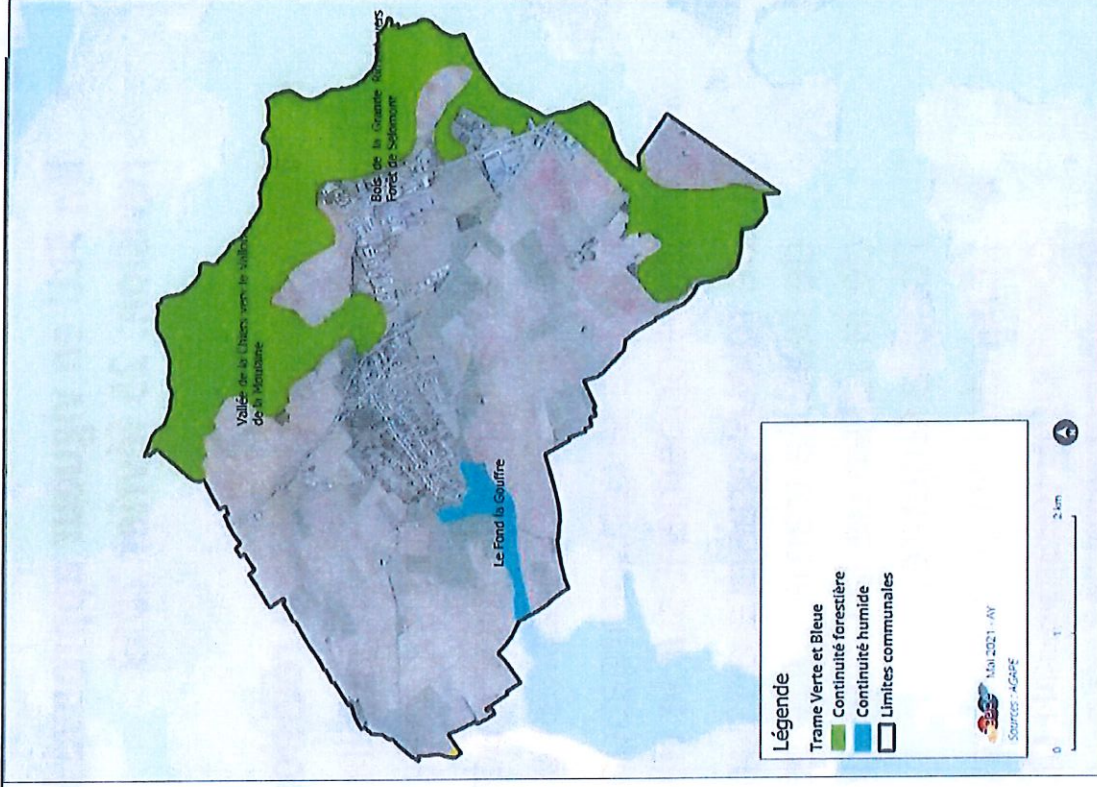 Vallée de la Chiers vers le Vallon
de la Moulaine
Bois de la Grande vers
Forêt de Selomont
Le Fond la Gouffre
Légende
Trame Verte et Bleue
Continuité forestière
Continuité humide
Limites communales
Mai 2021 - AY
Sources : AGAPE
0 1 2 km